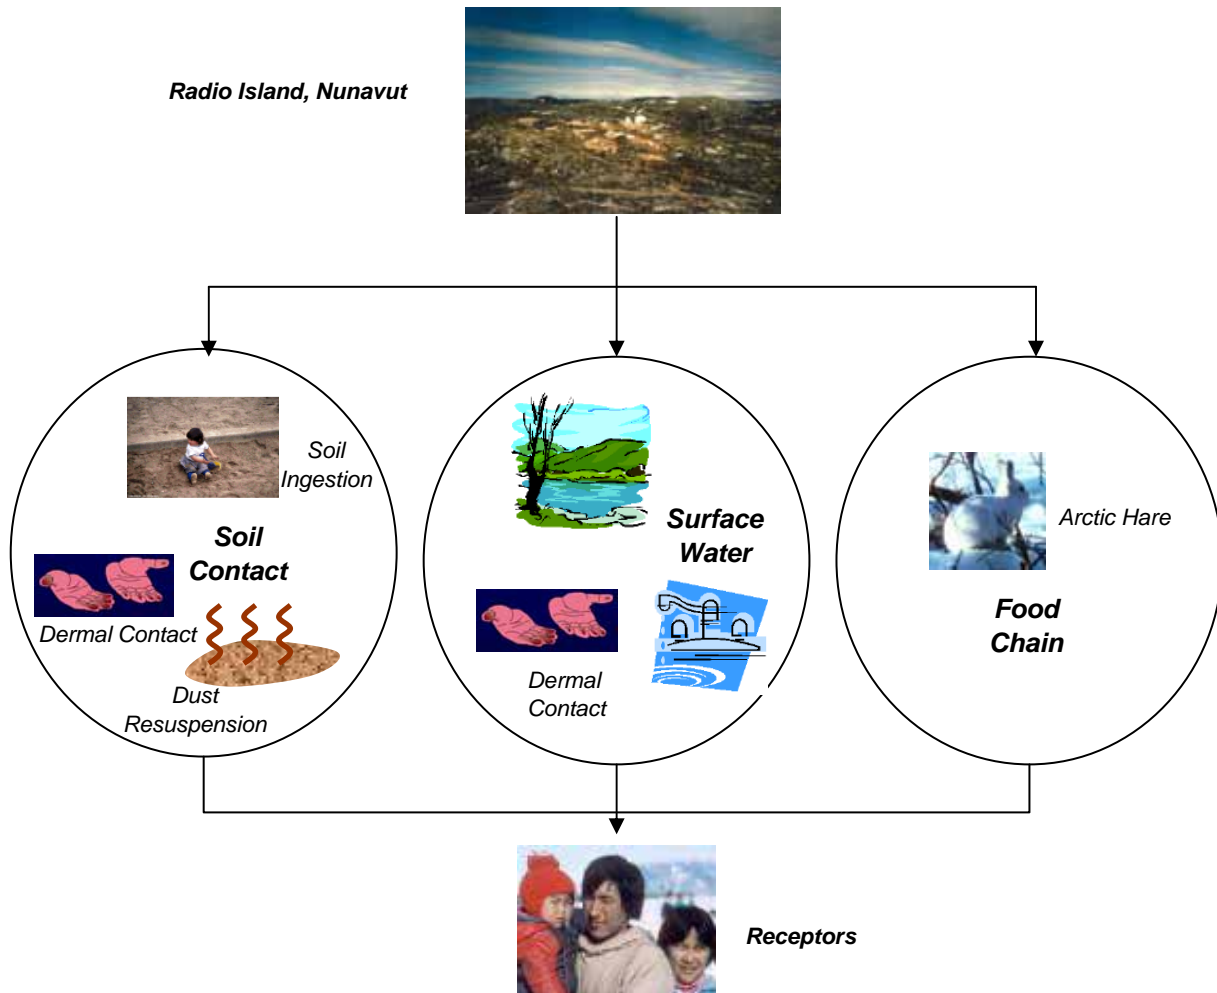 Radio Island, Nunavut
Soil
Ingestion
Soil
Contact
Dermal Contact
Dust
Resuspension
Surface
Water
Dermal
Contact
Arctic Hare
Food
Chain
Receptors